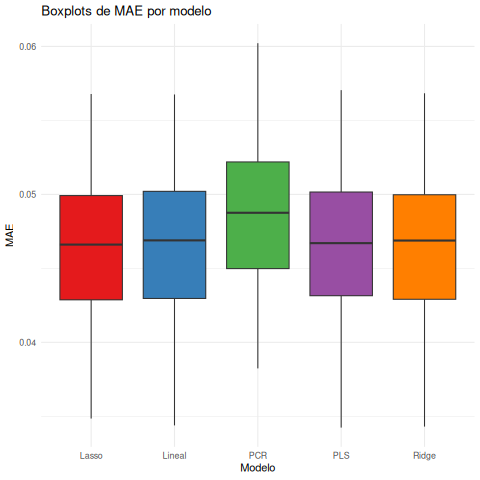 Boxplots de MAE por modelo
0.06
0.05
0.04
MAE
Lasso Lineal PCR PLS Ridge
Modelo